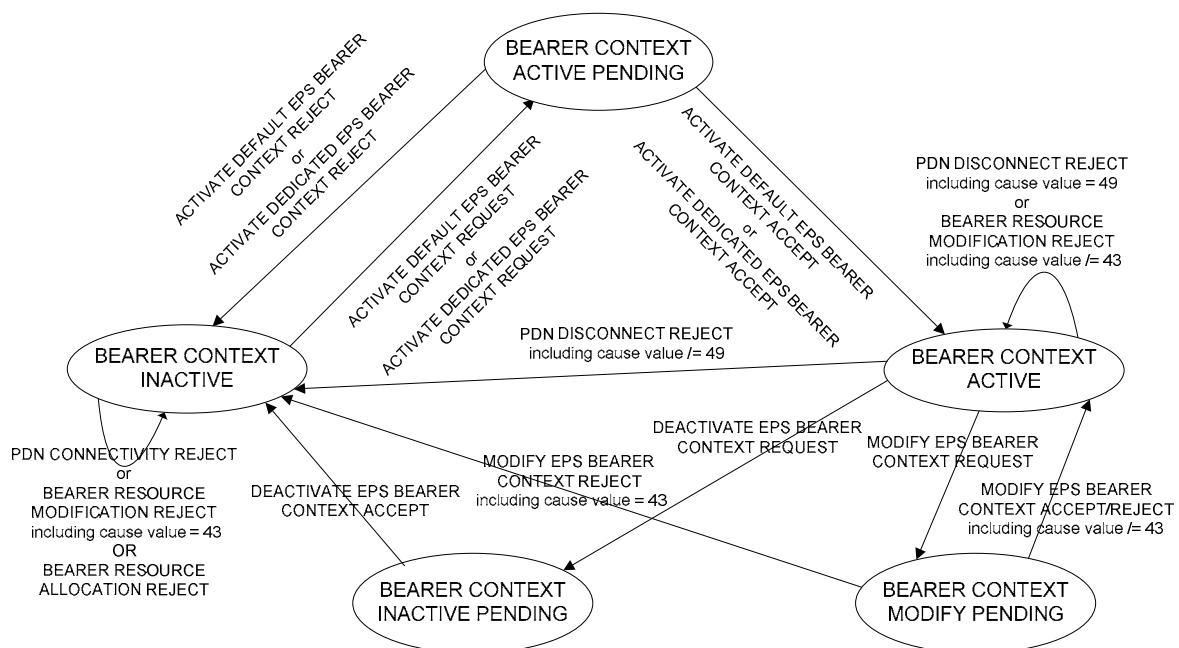 BEARER CONTEXT
ACTIVE PENDING
ACTIVATE DEFAULT EPS BEARER
CONTEXT REJECT
or
ACTIVATE DEDICATED EPS BEARER
CONTEXT REJECT
ACTIVATE DEFAULT EPS BEARER
CONTEXT REQUEST
or
ACTIVATE DEDICATED EPS BEARER
CONTEXT REQUEST
ACTIVATE DEFAULT EPS BEARER
CONTEXT ACCEPT
or
ACTIVATE DEDICATED EPS BEARER
CONTEXT ACCEPT
PDN DISCONNECT REJECT
including cause value = 49
or
BEARER RESOURCE
MODIFICATION REJECT
including cause value /= 43
BEARER CONTEXT
INACTIVE
PDN DISCONNECT REJECT
including cause value /= 49
BEARER CONTEXT
ACTIVE
PDN CONNECTIVITY REJECT
or
BEARER RESOURCE
MODIFICATION REJECT
including cause value = 43
OR
BEARER RESOURCE
ALLOCATION REJECT
DEACTIVATE EPS BEARER
CONTEXT ACCEPT
MODIFY EPS BEARER
CONTEXT REJECT
including cause value = 43
DEACTIVATE EPS BEARER
CONTEXT REQUEST
MODIFY EPS BEARER
CONTEXT REQUEST
MODIFY EPS BEARER
CONTEXT ACCEPT/REJECT
including cause value /= 43
BEARER CONTEXT
INACTIVE PENDING
BEARER CONTEXT
MODIFY PENDING